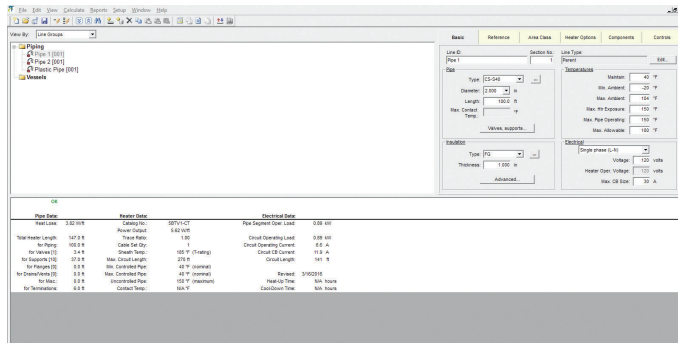 File Edit View Calculate Reports Setup Window Help
View By: Line Groups
Piping
Pipe 1 [001]
Pipe 2 [001]
Plastic Pipe [001]
Vessels
Basic Reference Area Class Heater Options Components Controls
Line ID: Section No. Line Type:
Pipe 1 1 Parent Edit...
Pipe
Type: CS-S40 ...
Diameter: 2.000 in
Length: 100.0 ft
Max. Contact Temp.: °F
Valves, supports...
Temperatures
Maintain: 40 °F
Min. Ambient: -20 °F
Max. Ambient: 104 °F
Max. Htr Exposure: 150 °F
Max. Pipe Operating: 150 °F
Max. Allowable: 180 °F
Insulation
Type: FG ...
Thickness: 1.000 in
Advanced...
Electrical
Single phase (L-N)
Voltage: 120 volts
Heater Oper. Voltage: 120 volts
Max. CB Size: 30 A
OK
Pipe Data: Heater Data: Electrical Data:
Heat Loss: 3.82 W/ft Catalog No.: 5BTV1-CT Pipe Segment Oper. Load: 0.89 kW
Power Output: 5.62 W/ft
Total Heater Length: 147.0 ft Trace Ratio: 1.00 Circuit Operating Load: 0.89 kW
for Piping: 100.0 ft Cable Set Qty: 1 Circuit Operating Current: 6.6 A
for Valves [1]: 3.4 ft Sheath Temp.: 185 °F (T-rating) Circuit CB Current: 11.9 A
for Supports [10]: 37.0 ft Max. Circuit Length: 270 ft Circuit Length: 141 ft
for Flanges [0]: 0.0 ft Min. Controlled Pipe: 40 °F (nominal)
for Drains/Vents [0]: 0.0 ft Max. Controlled Pipe: 40 °F (nominal) Revised: 3/16/2016
for Misc.: 0.0 ft Uncontrolled Pipe: 150 °F (maximum) Heat-Up Time: N/A hours
for Terminations: 6.0 ft Contact Temp.: N/A °F Cool-Down Time: N/A hours